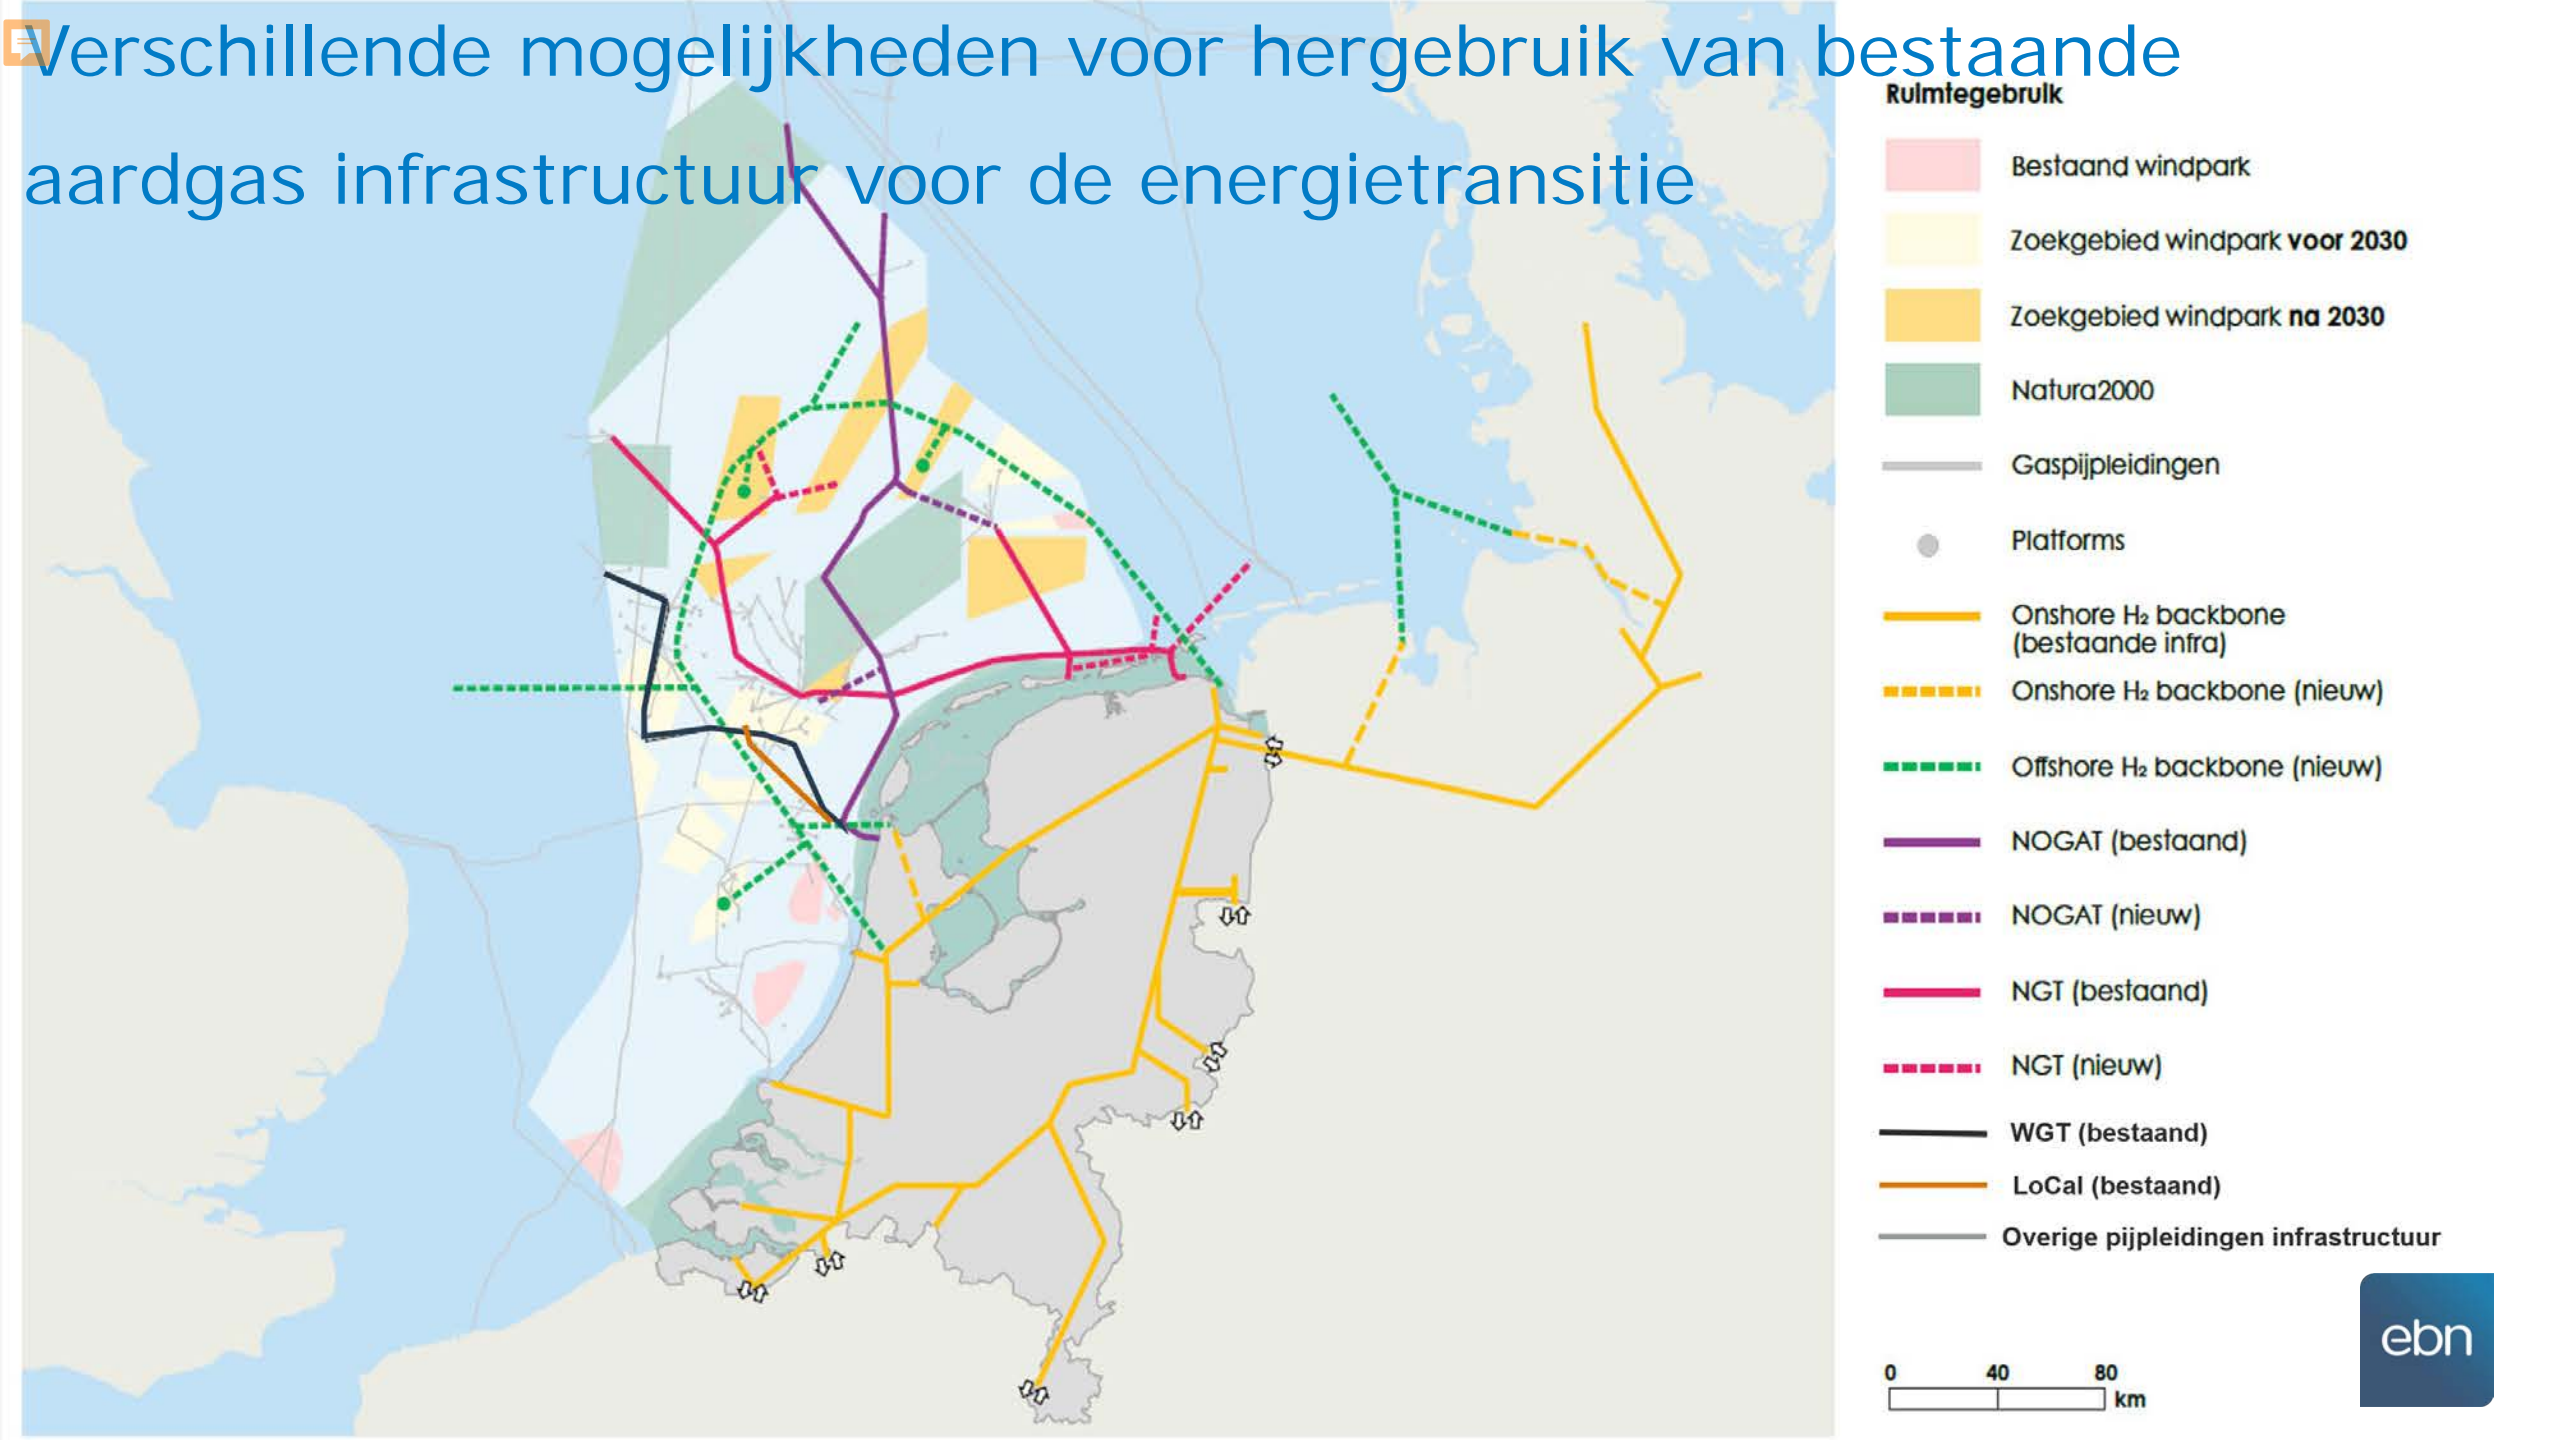 Verschillende mogelijkheden voor hergebruik van bestaande
aardgas infrastructuur voor de energietransitie
Ruimtegebruik
Bestaand windpark
Zoekgebied windpark voor 2030
Zoekgebied windpark na 2030
Natura2000
Gaspijpleidingen
Platforms
Onshore H₂ backbone
(bestaande infra)
Onshore H₂ backbone (nieuw)
Offshore H₂ backbone (nieuw)
NOGAT (bestaand)
NOGAT (nieuw)
NGT (bestaand)
NGT (nieuw)
WGT (bestaand)
LoCal (bestaand)
Overige pijpleidingen infrastructuur
ebn
0 40 80
km